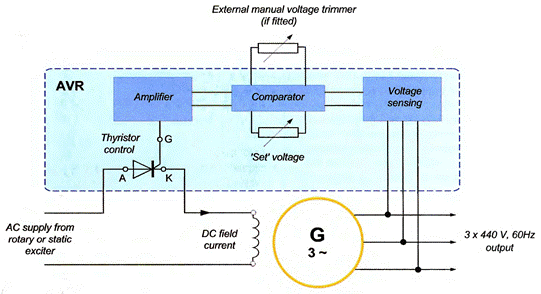 External manual voltage trimmer
(if fitted)
AVR
Amplifier
Comparator
Voltage
sensing
Thyristor
control
G
'Set' voltage
A
K
AC supply from
rotary or static
exciter
DC field
current
G
3 ~
3 x 440 V, 60Hz
output